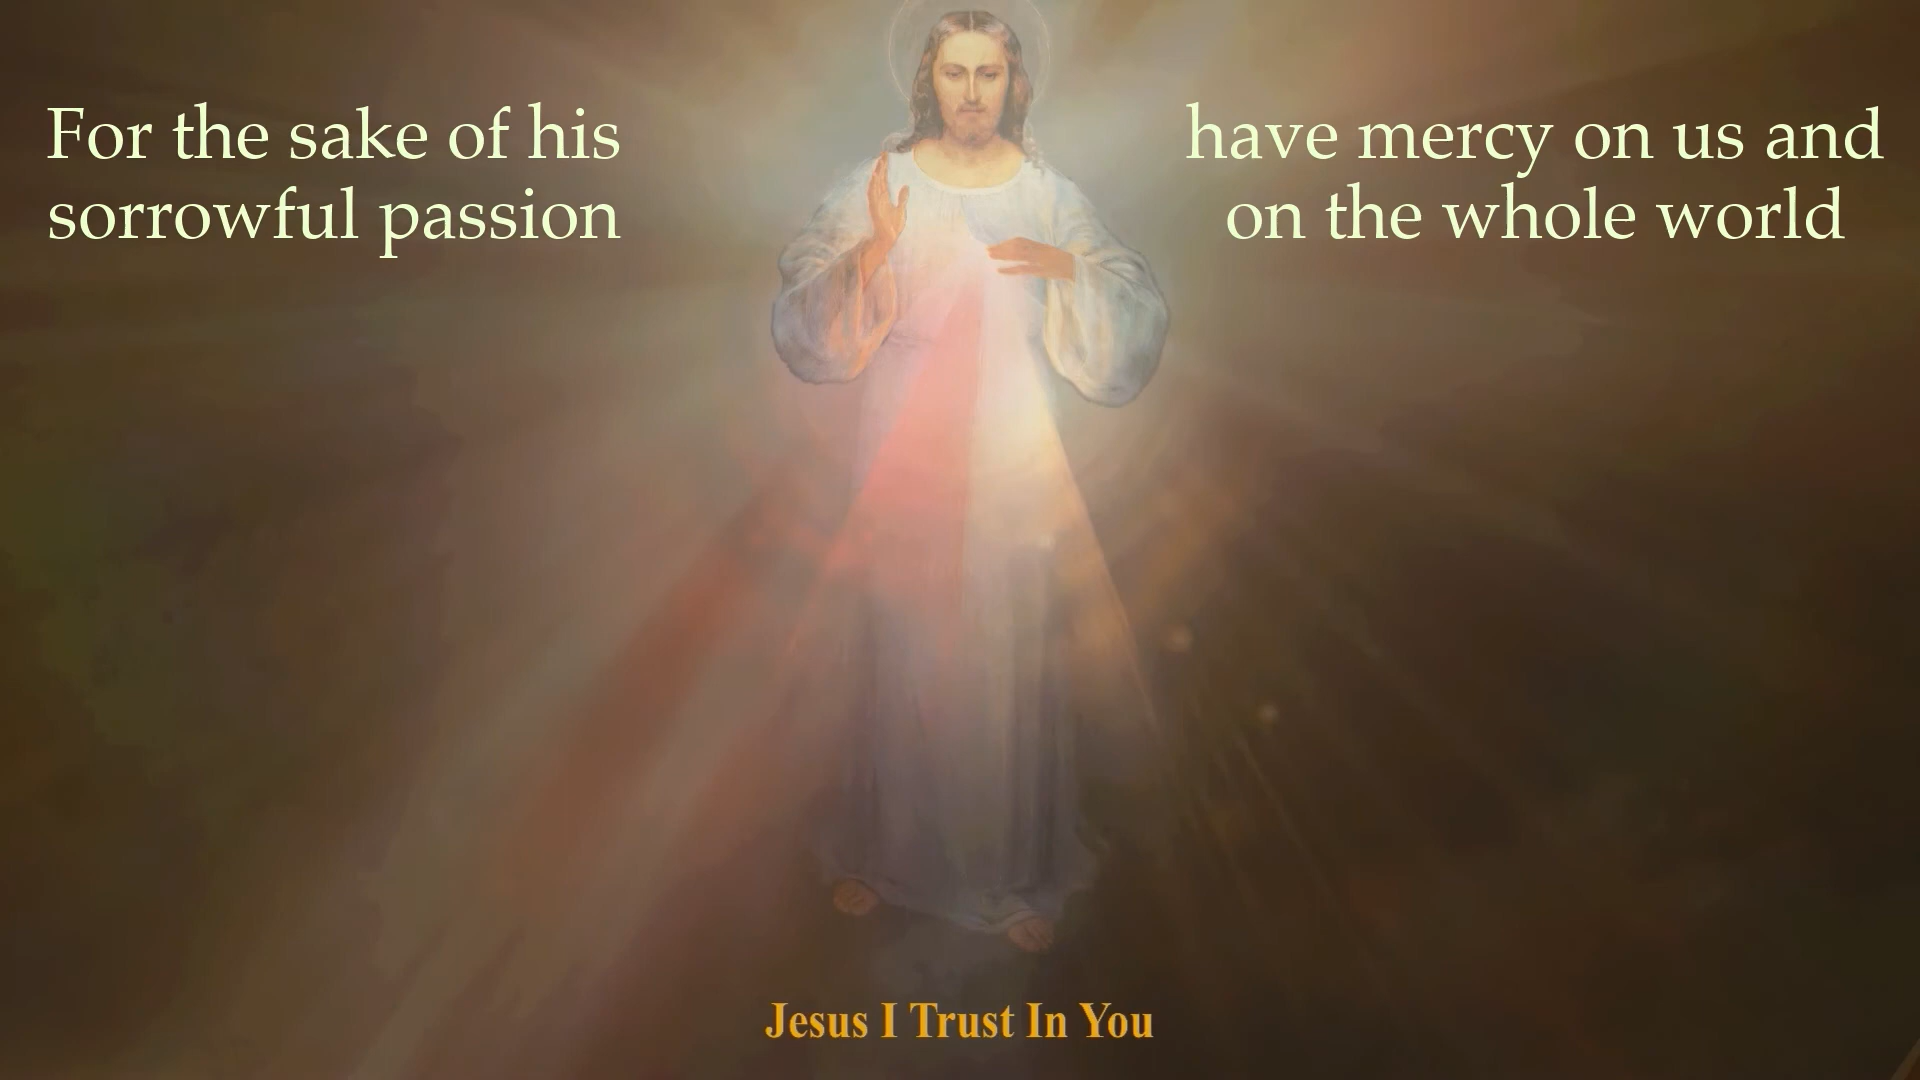 For the sake of his
sorrowful passion
have mercy on us and
on the whole world
Jesus I Trust In You